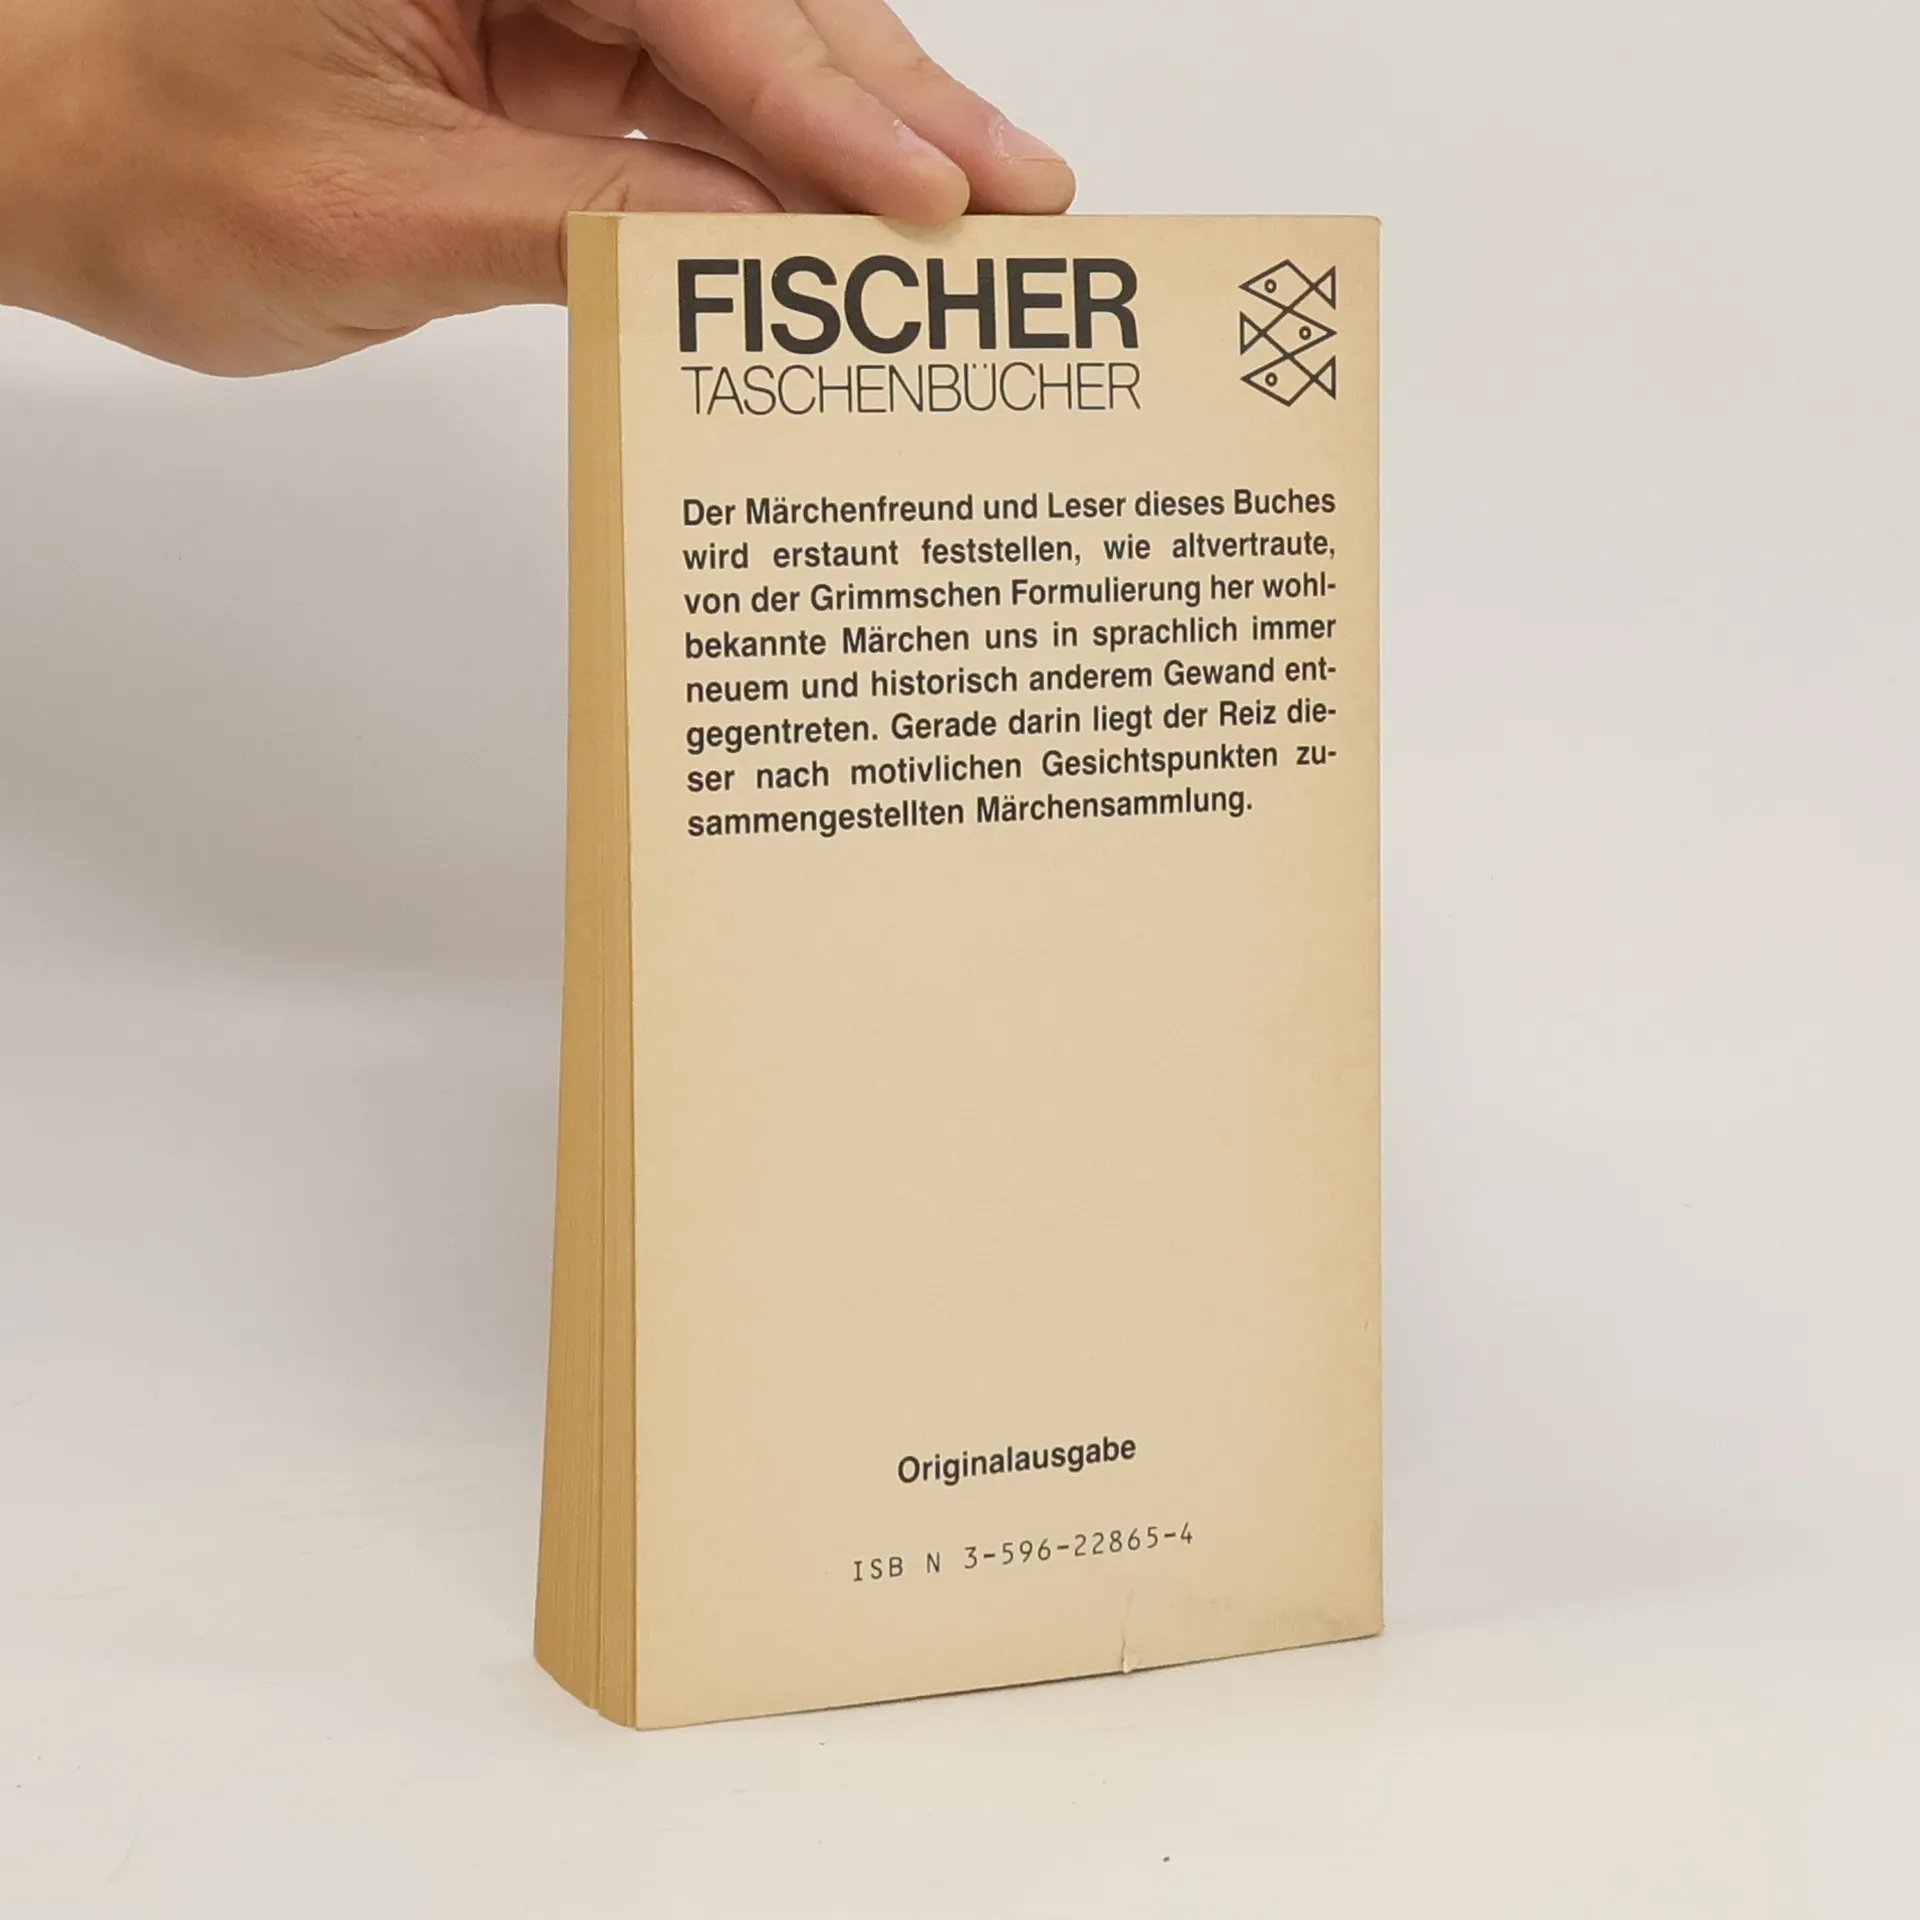 FISCHER
TASCHENBÜCHER
Der Märchenfreund und Leser dieses Buches
wird erstaunt feststellen, wie altvertraute,
von der Grimmschen Formulierung her wohl-
bekannte Märchen uns in sprachlich immer
neuem und historisch anderem Gewand ent-
gegentreten. Gerade darin liegt der Reiz die-
ser nach motivlichen Gesichtspunkten zu-
sammengestellten Märchensammlung.
Originalausgabe
ISB N 3-596-22865-4